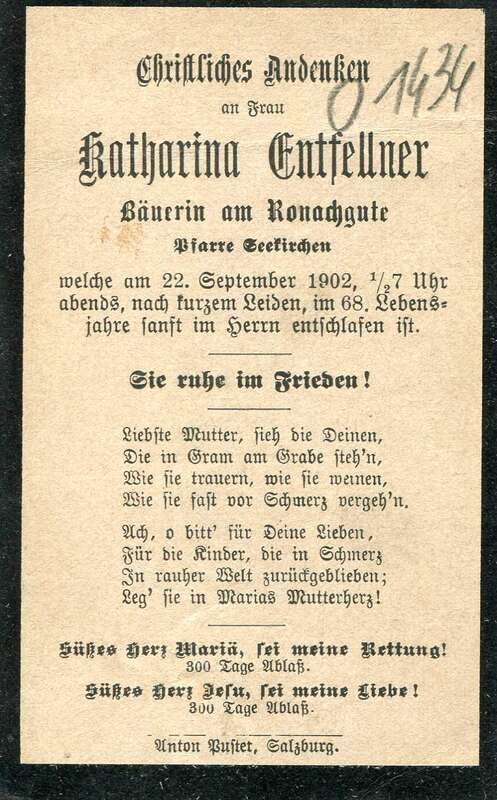 Christliches Andenken
01434
an Frau
Katharina Entfellner
Bäuerin am Ronachgute
Pfarre Seekirchen
welche am 22. September 1902, ½7 Uhr
abends, nach kurzem Leiden, im 68. Lebens-
jahre sanft im Herrn entschlafen ist.
Sie ruhe im Frieden!
Liebste Mutter, sieh die Deinen,
Die in Gram am Grabe steh'n,
Wie sie trauern, wie sie weinen,
Wie sie fast vor Schmerz vergeh'n.
Ach, o bitt' für Deine Lieben,
Für die Kinder, die in Schmerz
In rauher Welt zurückgeblieben;
Leg' sie in Marias Mutterherz!
Süßes Herz Mariä, sei meine Rettung!
300 Tage Ablaß.
Süßes Herz Jesu, sei meine Liebe!
300 Tage Ablaß.
Anton Pustet, Salzburg.